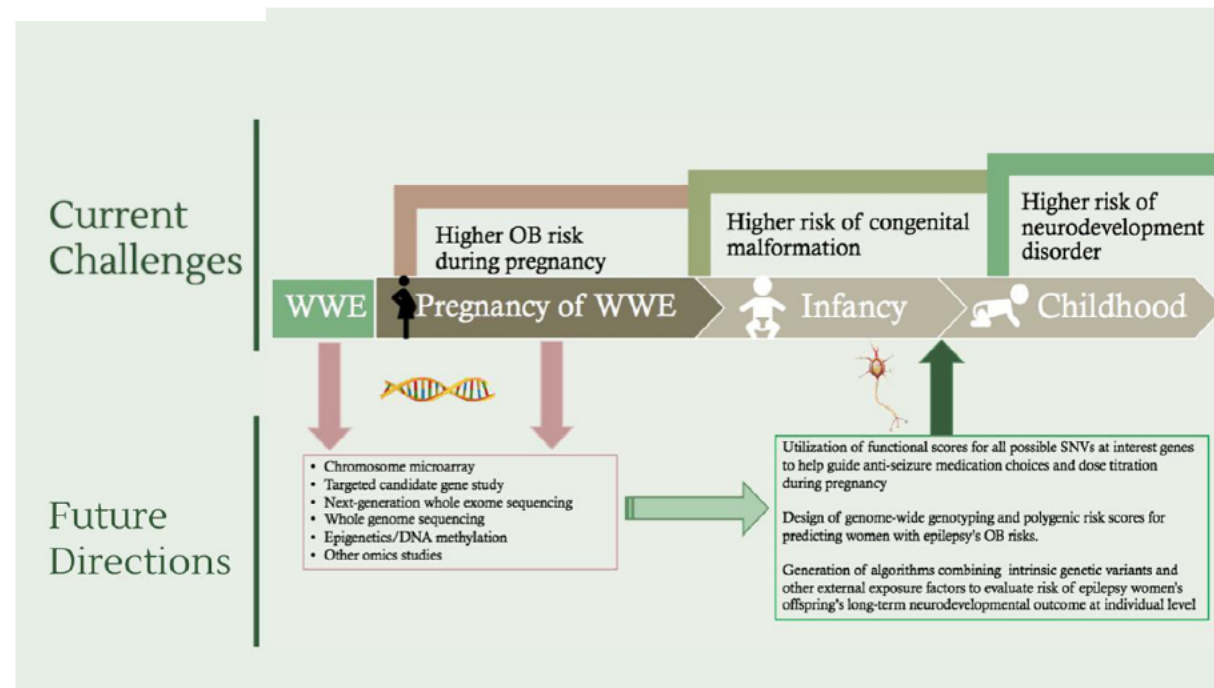 Current
Challenges
Higher OB risk
during pregnancy
Higher risk of congenital
malformation
Higher risk of
neurodevelopment
disorder
WWE
Pregnancy of WWE
Infancy
Childhood
Future
Directions
• Chromosome microarray
• Targeted candidate gene study
• Next-generation whole exome sequencing
• Whole genome sequencing
• Epigenetics/DNA methylation
• Other omics studies
Utilization of functional scores for all possible SNVs at interest genes
to help guide anti-seizure medication choices and dose titration
during pregnancy
Design of genome-wide genotyping and polygenic risk scores for
predicting women with epilepsy's OB risks.
Generation of algorithms combining intrinsic genetic variants and
other external exposure factors to evaluate risk of epilepsy women's
offspring's long-term neurodevelopmental outcome at individual level